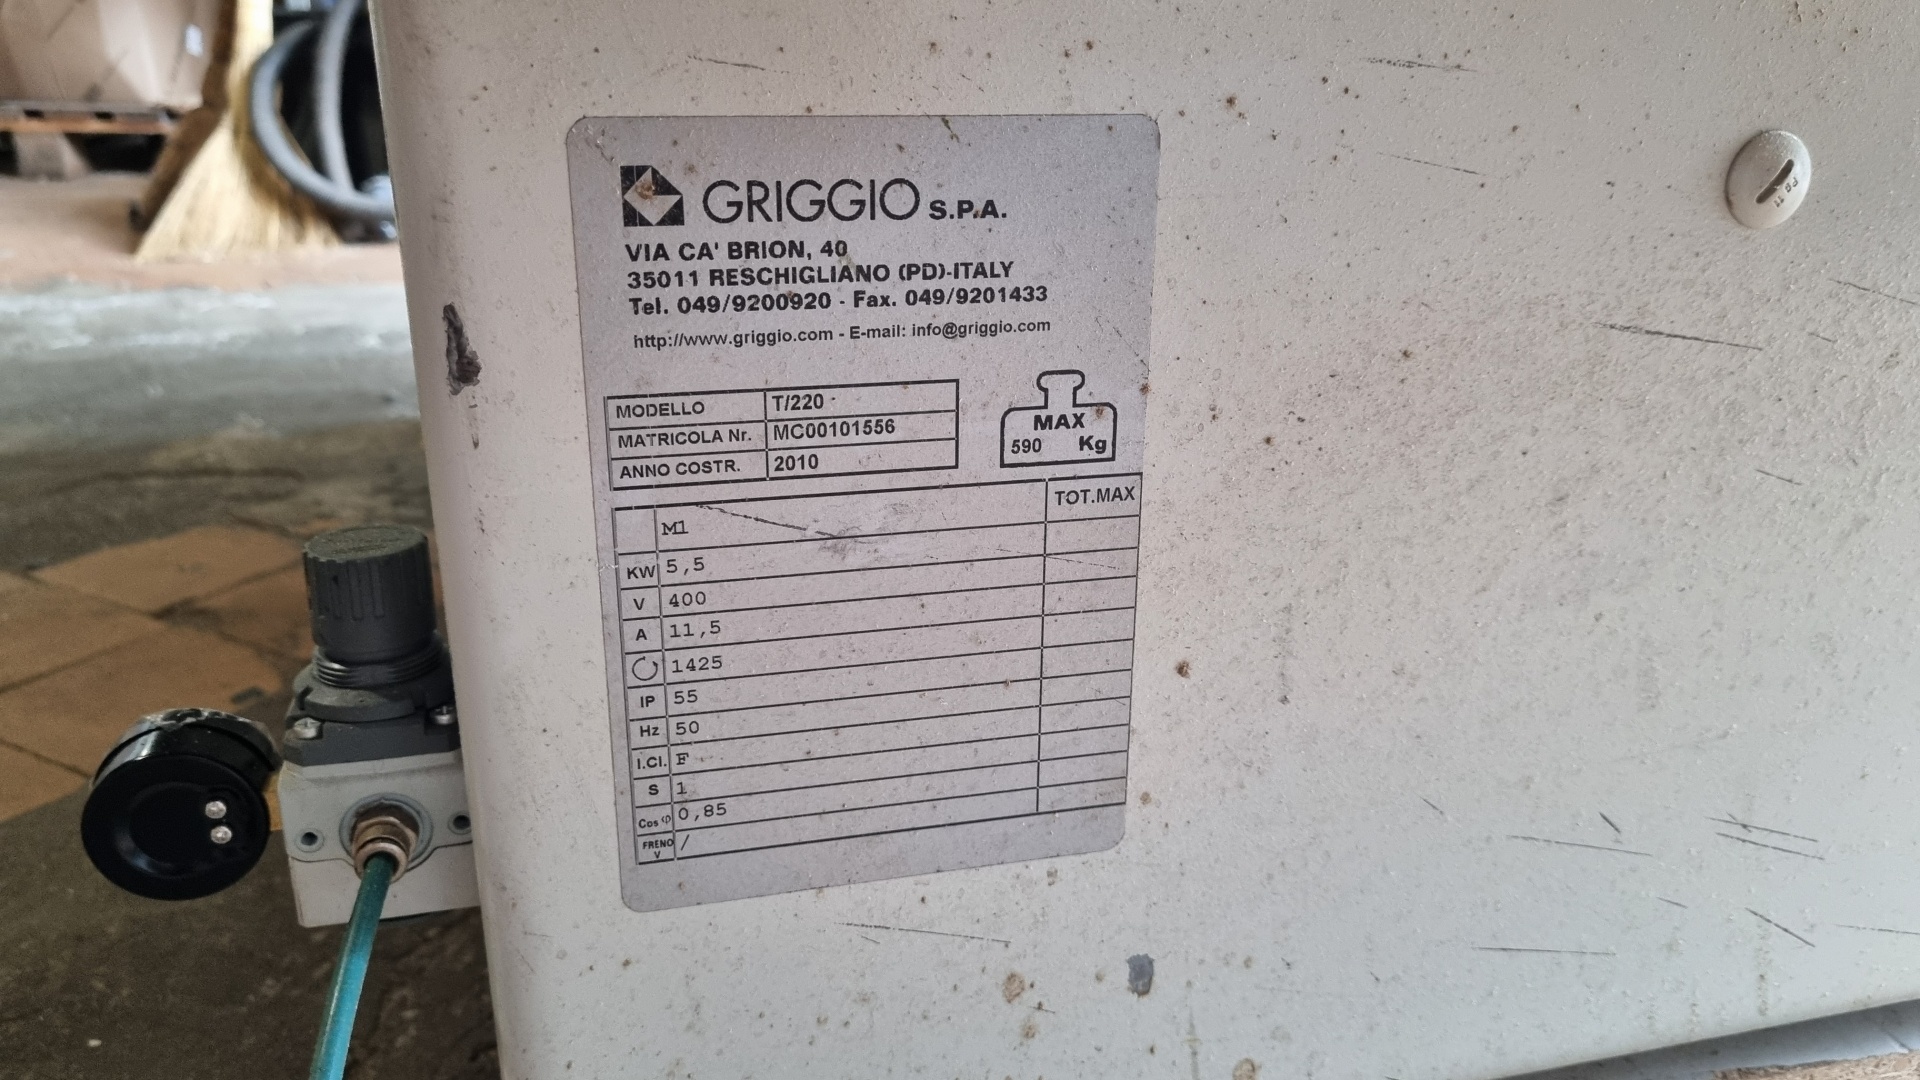 GRIGGIO S.P.A.
VIA CA' BRION, 40
35011 RESCHIGLIANO (PD)-ITALY
Tel. 049/9200920 - Fax. 049/9201433
http://www.griggio.com - E-mail: info@griggio.com
MODELLO T/220
MATRICOLA Nr. MC00101556
ANNO COSTR. 2010
MAX
590 Kg
TOT.MAX
M1
KW 5,5
V 400
A 11,5
1425
IP 55
Hz 50
I.Cl. F
S 1
Cos φ 0,85
FRENO V /